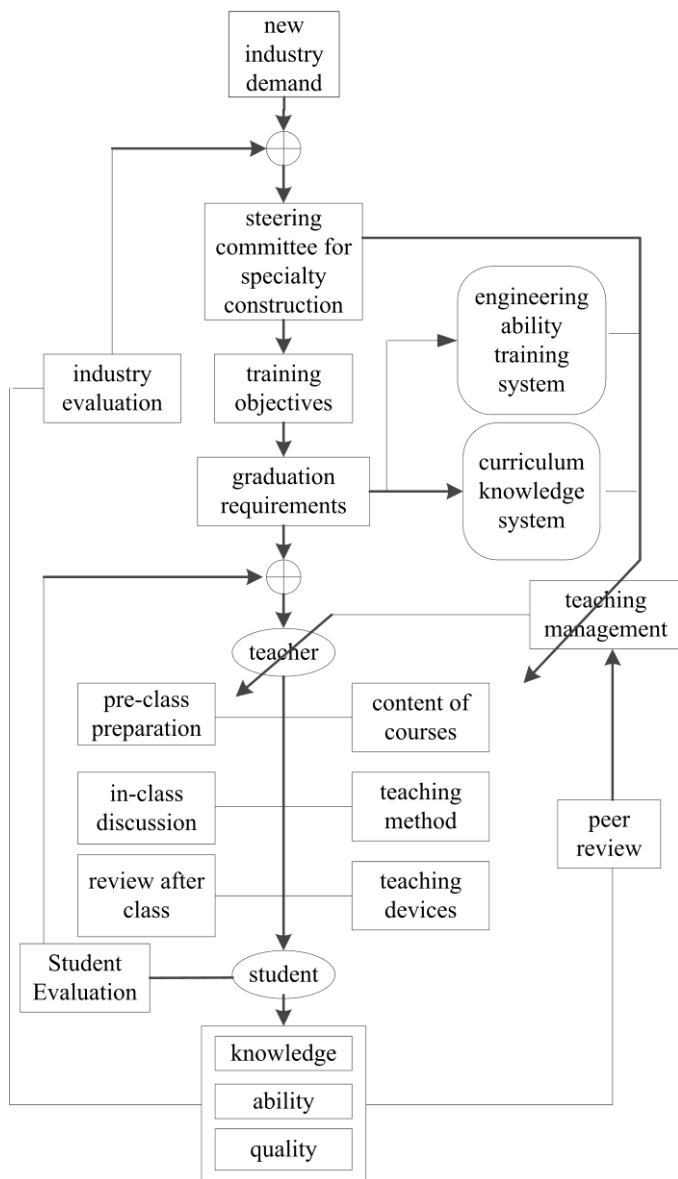 new
industry
demand
steering
committee for
specialty
construction
engineering
ability
training
system
industry
evaluation
training
objectives
graduation
requirements
curriculum
knowledge
system
teaching
management
teacher
pre-class
preparation
content of
courses
in-class
discussion
teaching
method
peer
review
review after
class
teaching
devices
Student
Evaluation
student
knowledge
ability
quality